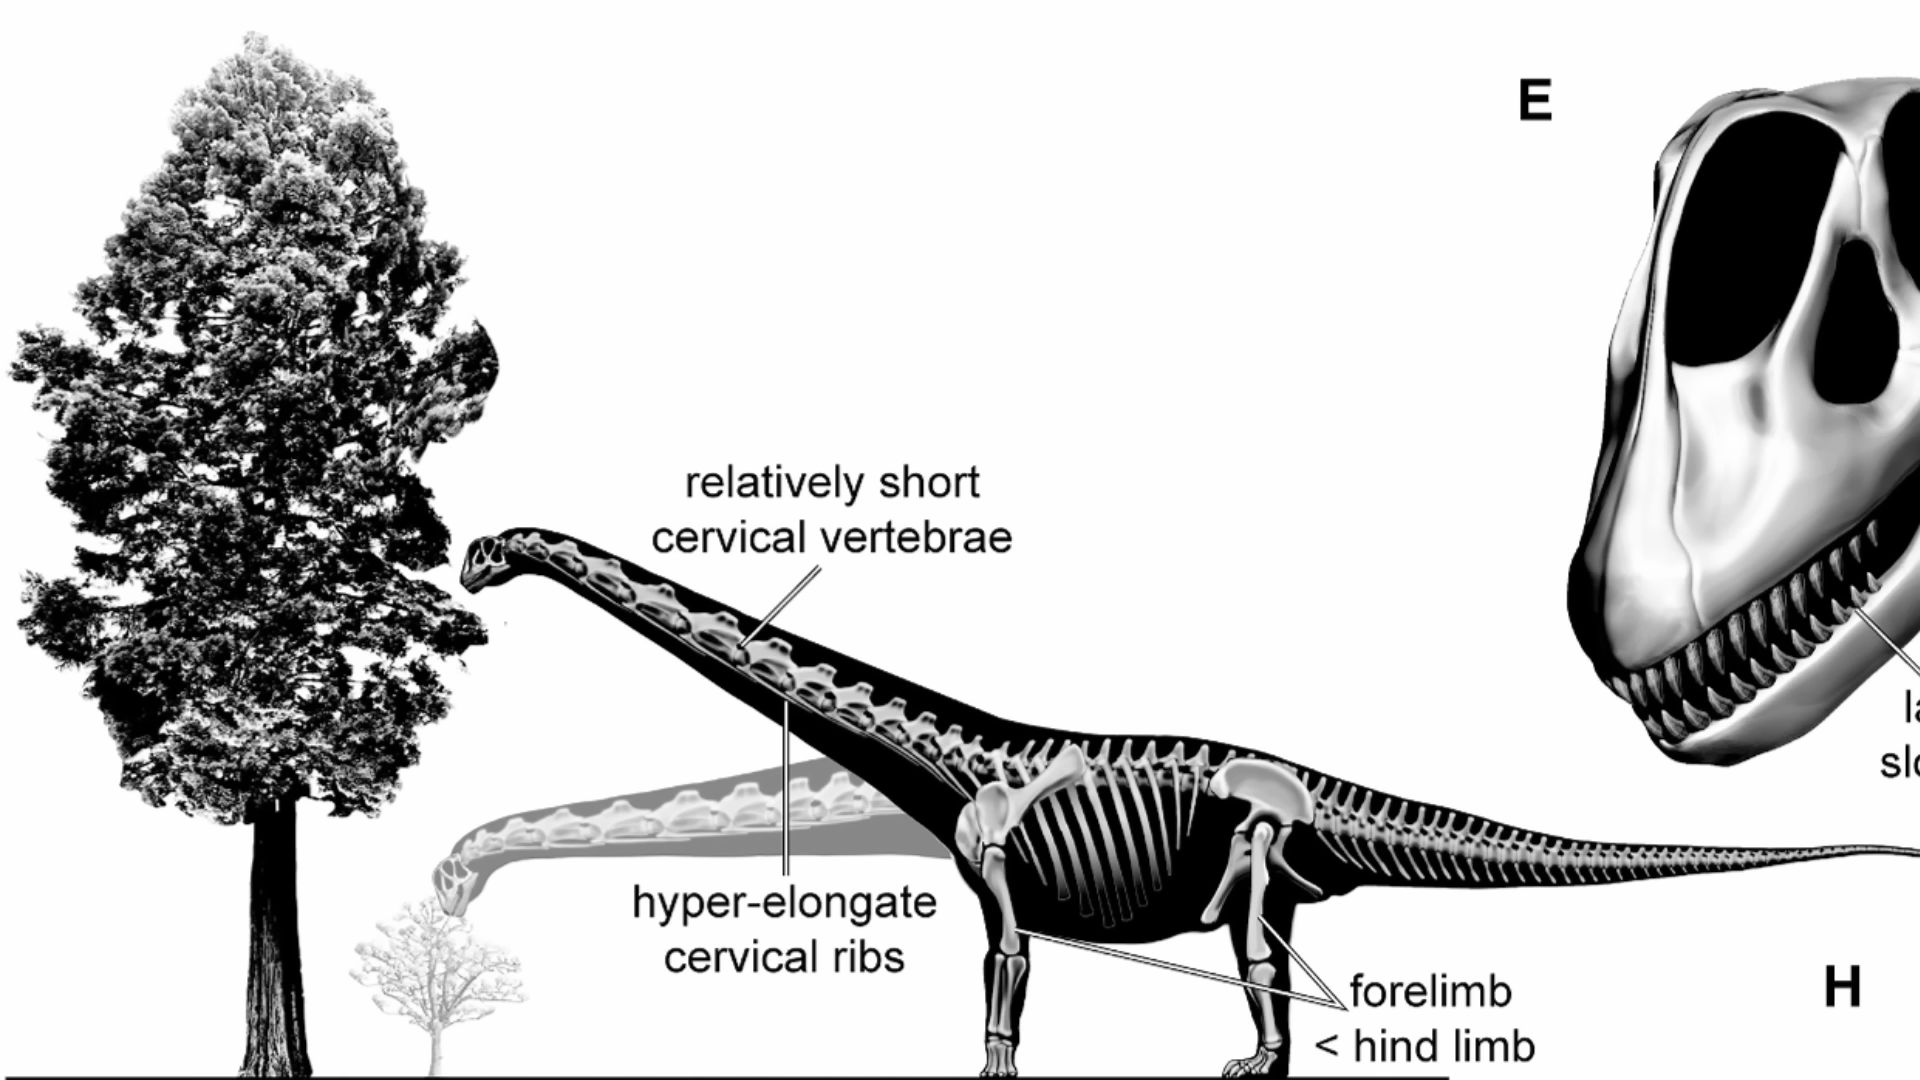 E
relatively short
cervical vertebrae
hyper-elongate
cervical ribs
forelimb
< hind limb
H